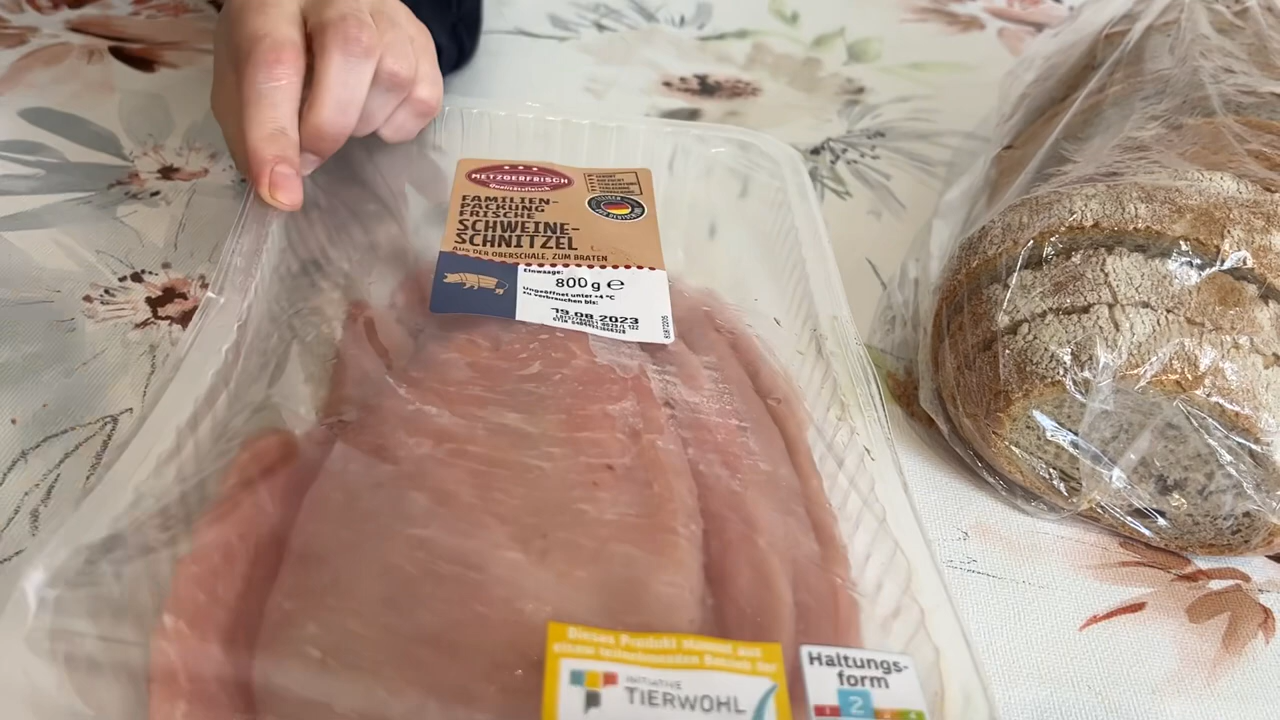 METZGERFRISCH
Qualitätsfleisch
FAMILIEN-
PACKUNG
FRISCHE
SCHWEINE-
SCHNITZEL
AUS DER OBERSCHALE, ZUM BRATEN
Einwaage:
800 g e
Ungeöffnet unter +4 °C
zu verbrauchen bis:
19.08.2023
Dieses Produkt stammt aus
einem teilnehmenden Betrieb der
INITIATIVE
TIERWOHL
Haltungs-
form
2